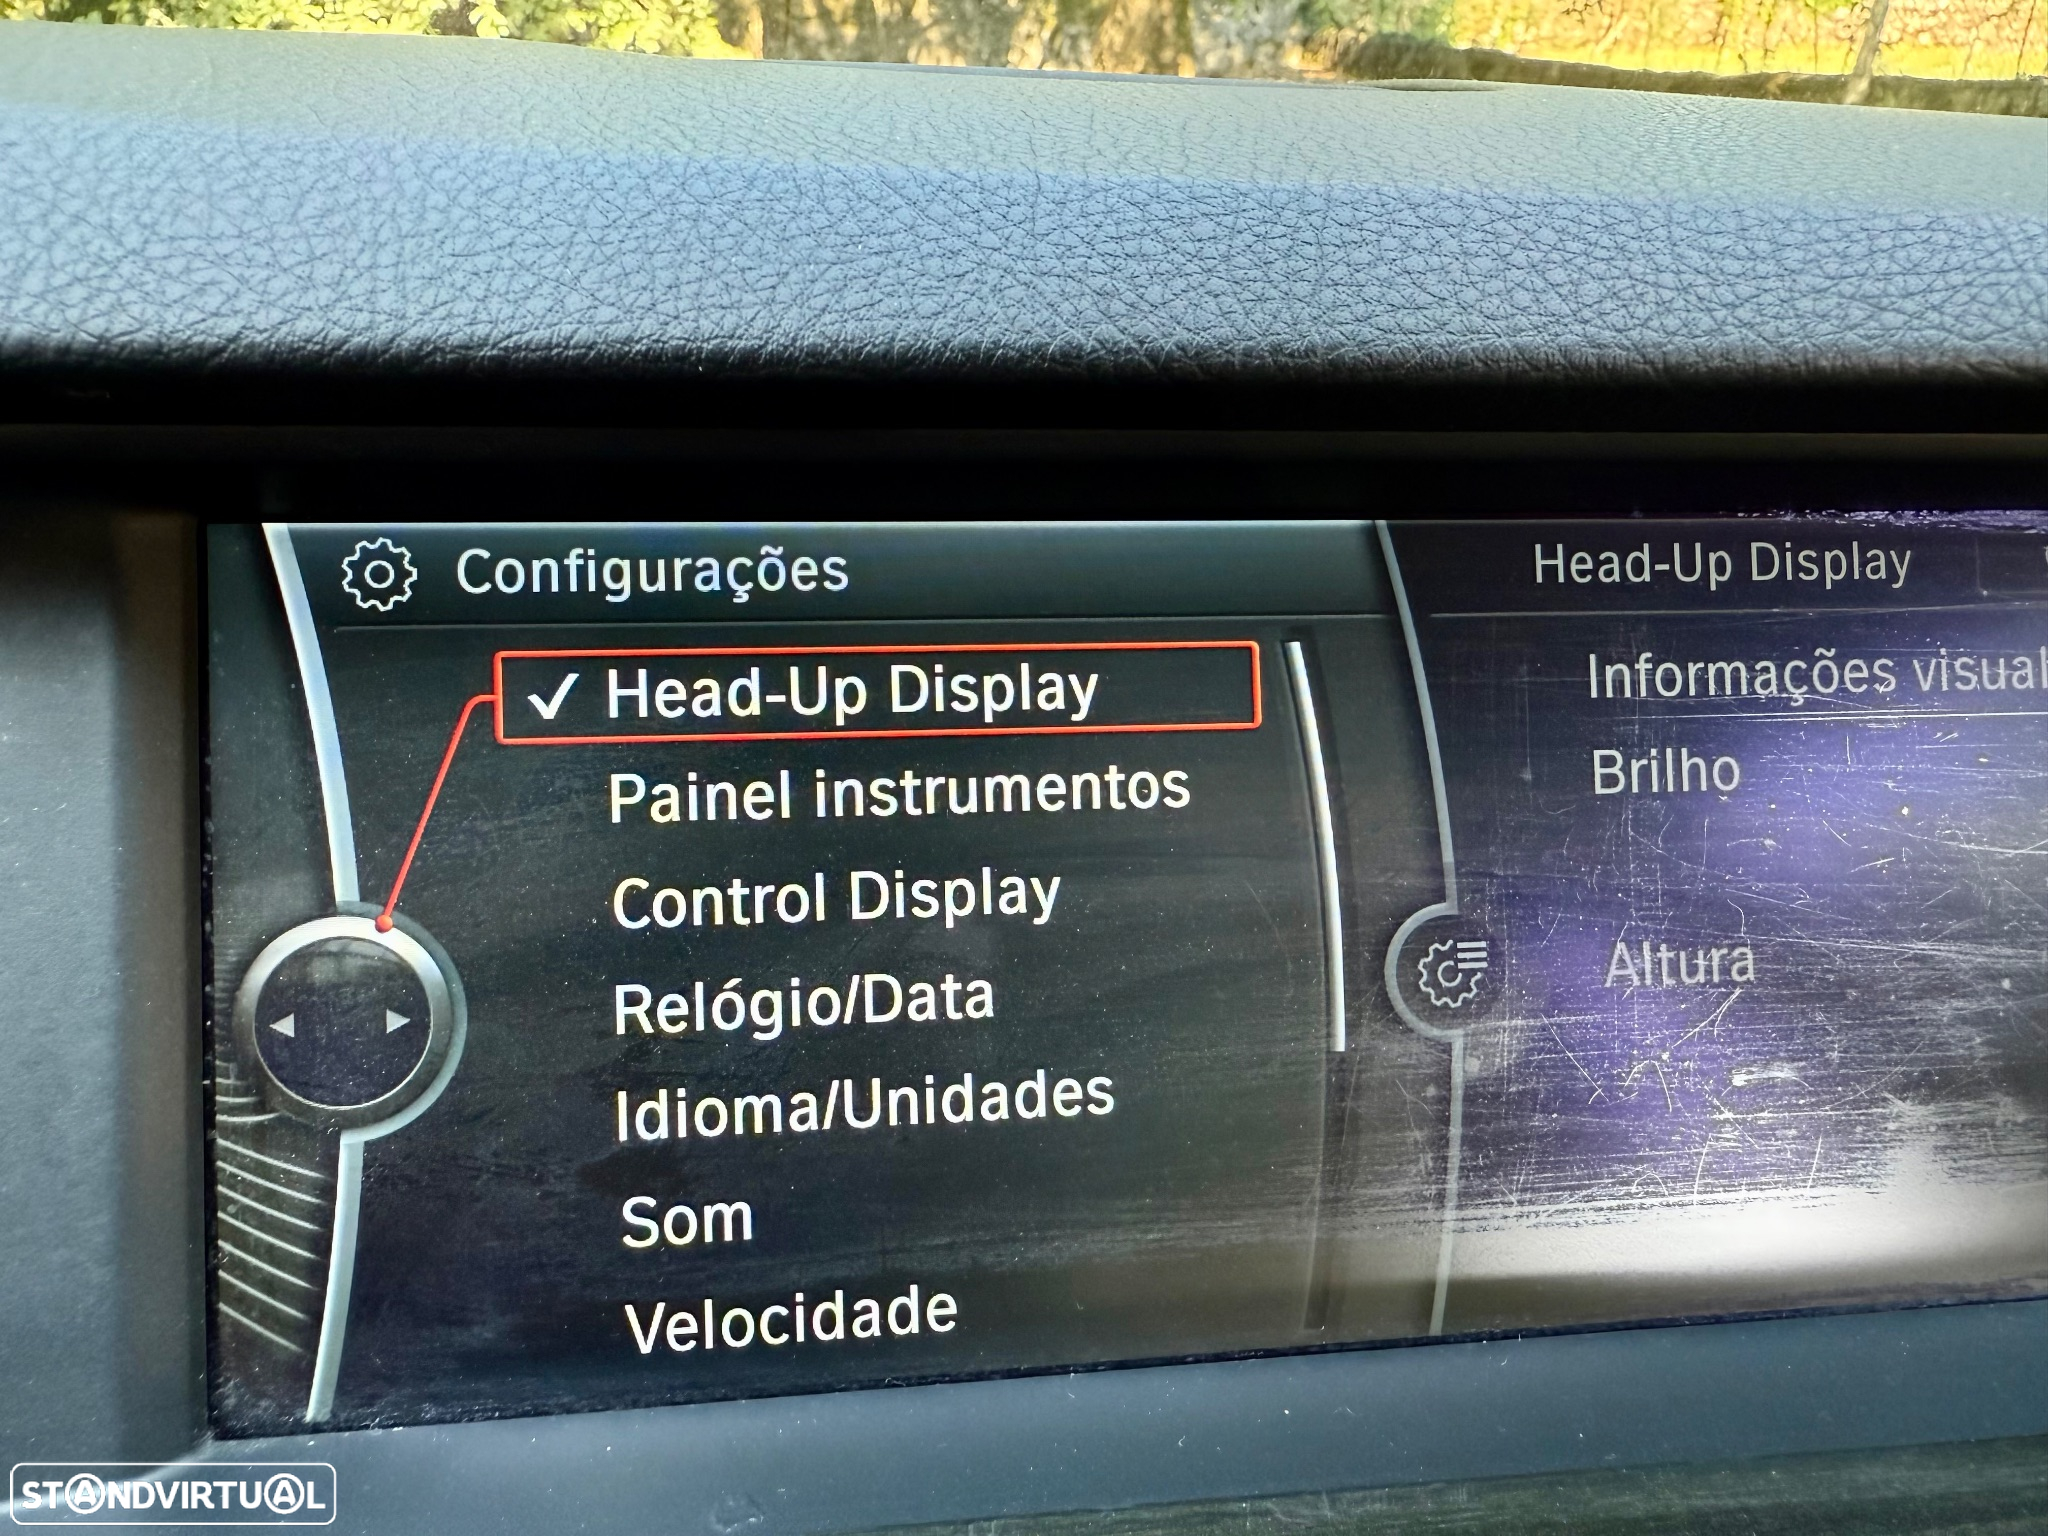 Configurações
Head-Up Display
Painel instrumentos
Control Display
Relógio/Data
Idioma/Unidades
Som
Velocidade
Head-Up Display
Informações visual
Brilho
Altura
STANDVIRTUAL